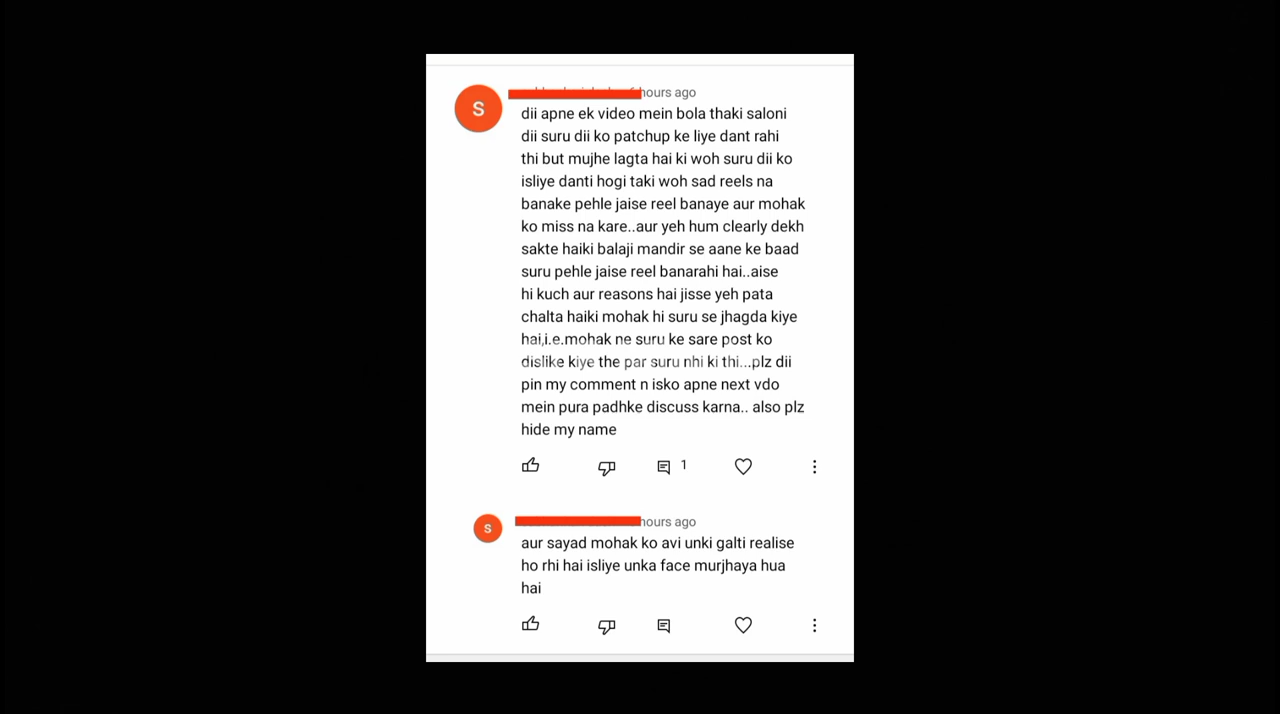 S
hours ago
dii apne ek video mein bola thaki saloni
dii suru dii ko patchup ke liye dant rahi
thi but mujhe lagta hai ki woh suru dii ko
isliye danti hogi taki woh sad reels na
banake pehle jaise reel banaye aur mohak
ko miss na kare..aur yeh hum clearly dekh
sakte haiki balaji mandir se aane ke baad
suru pehle jaise reel banarahi hai..aise
hi kuch aur reasons hai jisse yeh pata
chalta haiki mohak hi suru se jhagda kiye
hai,i.e.mohak ne suru ke sare post ko
dislike kiye the par suru nhi ki thi...plz dii
pin my comment n isko apne next vdo
mein pura padhke discuss karna.. also plz
hide my name
1
S
hours ago
aur sayad mohak ko avi unki galti realise
ho rhi hai isliye unka face murjhaya hua
hai